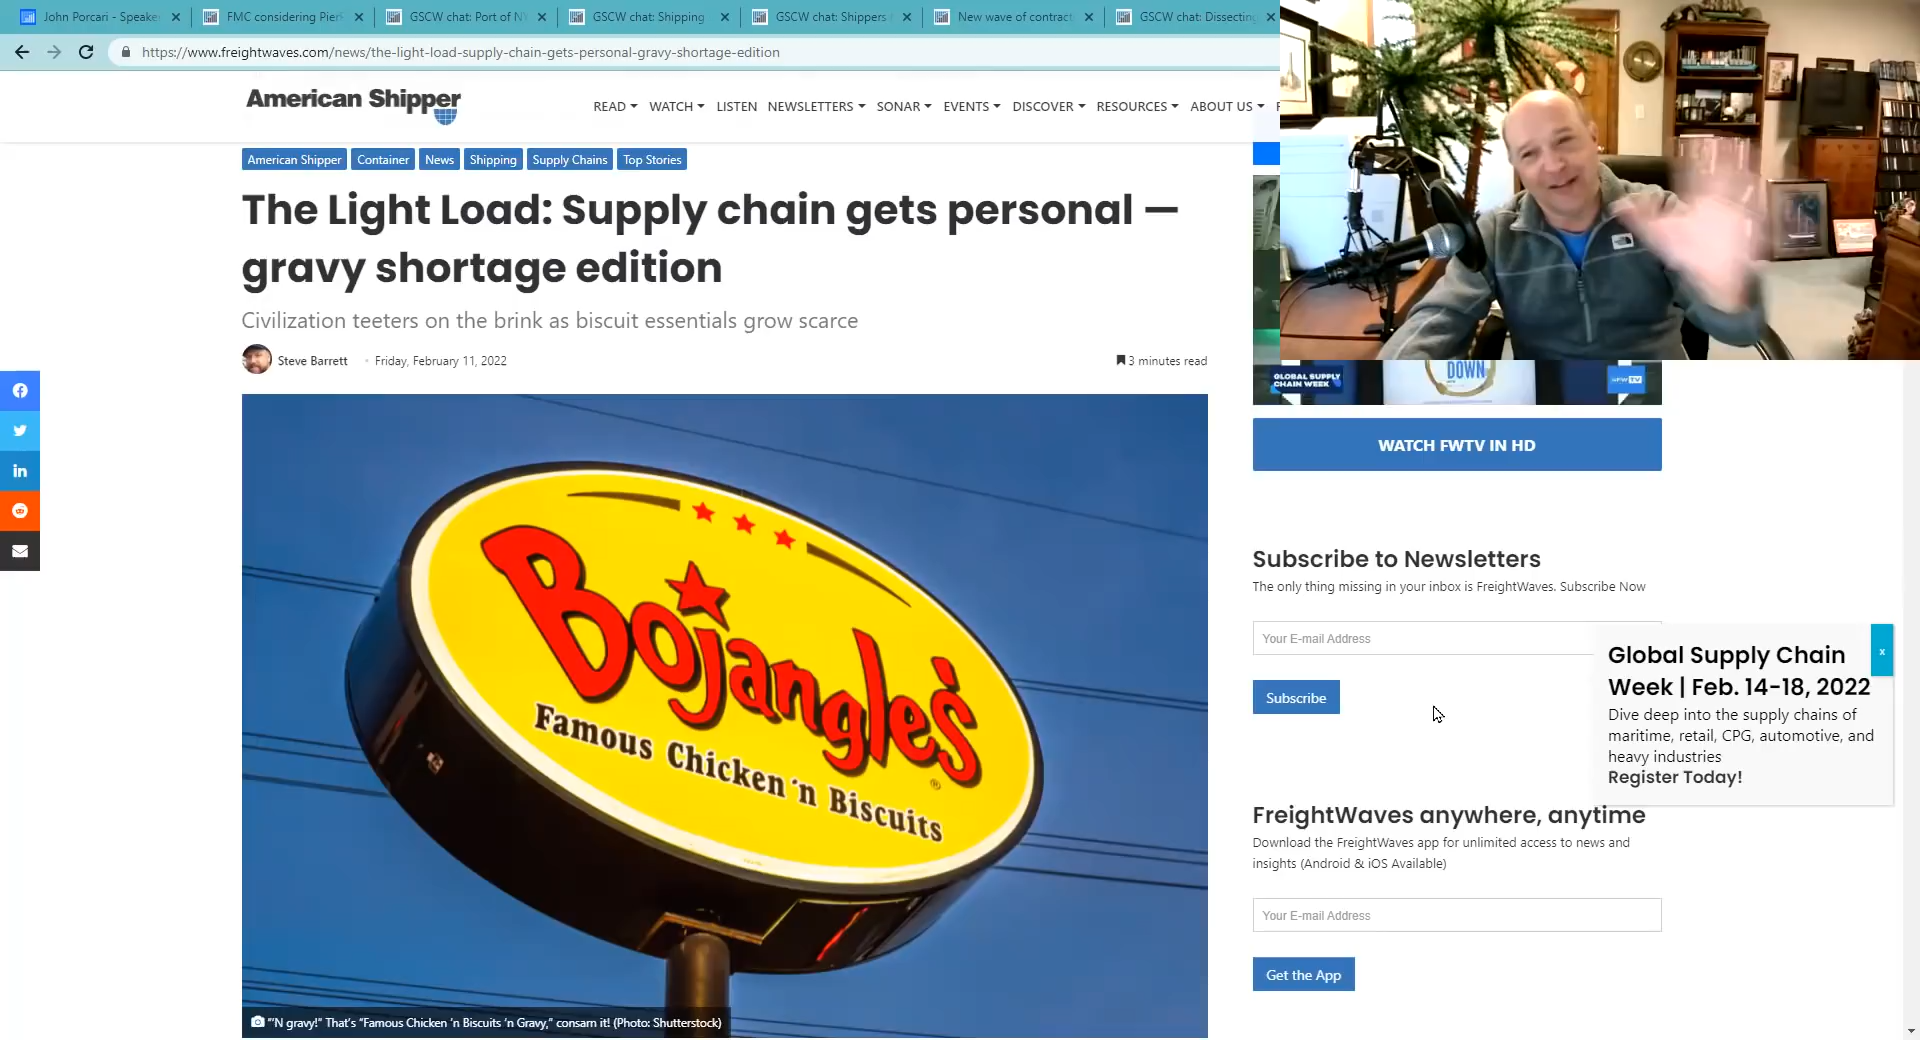 John Porcari - Speake
FMC considering Pier
GSCW chat: Port of N
GSCW chat: Shipping
GSCW chat: Shippers
New wave of contract
GSCW chat: Dissecting
https://www.freightwaves.com/news/the-light-load-supply-chain-gets-personal-gravy-shortage-edition
American Shipper
READ WATCH LISTEN NEWSLETTERS SONAR EVENTS DISCOVER RESOURCES ABOUT US
American Shipper Container News Shipping Supply Chains Top Stories
The Light Load: Supply chain gets personal —
gravy shortage edition
Civilization teeters on the brink as biscuit essentials grow scarce
Steve Barrett Friday, February 11, 2022
3 minutes read
Bojangles
Famous Chicken 'n Biscuits
"'N gravy!" That's "Famous Chicken 'n Biscuits 'n Gravy," consarn it! (Photo: Shutterstock)
GLOBAL SUPPLY
CHAIN WEEK
DOWN
WATCH FWTV IN HD
Subscribe to Newsletters
The only thing missing in your inbox is FreightWaves. Subscribe Now
Your E-mail Address
Subscribe
Global Supply Chain
Week | Feb. 14-18, 2022
Dive deep into the supply chains of
maritime, retail, CPG, automotive, and
heavy industries
Register Today!
x
FreightWaves anywhere, anytime
Download the FreightWaves app for unlimited access to news and
insights (Android & iOS Available)
Your E-mail Address
Get the App